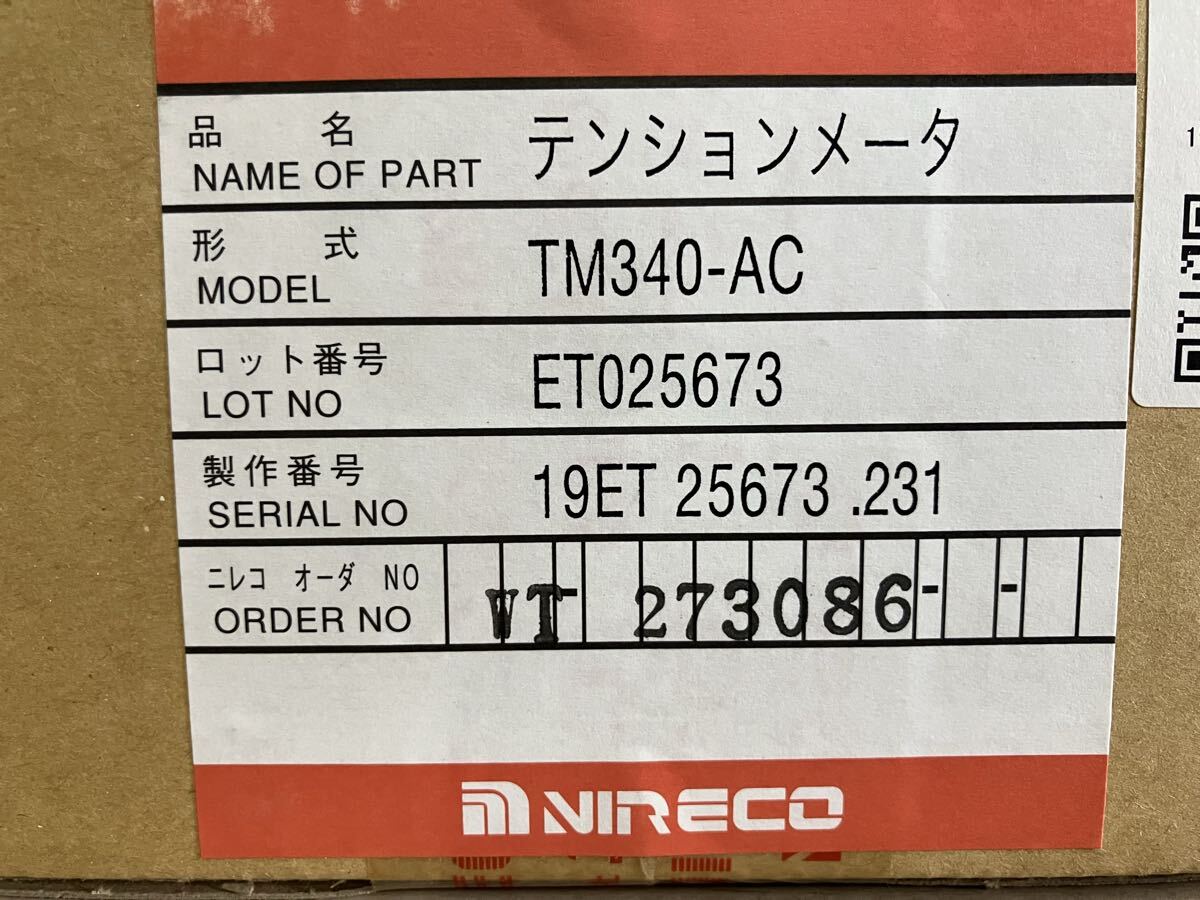 品 名
NAME OF PART
テンションメータ
形 式
MODEL
TM340-AC
ロット番号
LOT NO
ET025673
製作番号
SERIAL NO
19ET 25673 .231
ニレコ オーダ NO
ORDER NO
VT- 273086- -
NIRECO
1